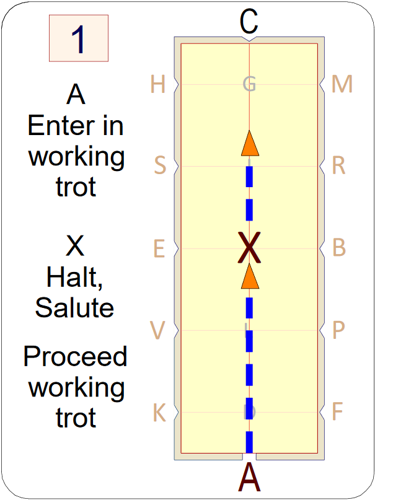 1
C
A
Enter in
working
trot
X
Halt,
Salute
Proceed
working
trot
H G M
S R
E X B
V L P
K D F
A